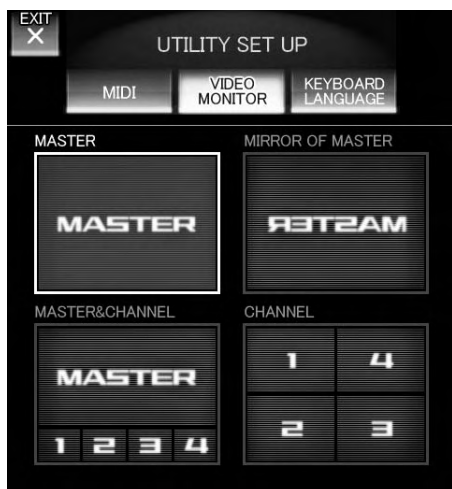 EXIT
×
UTILITY SET UP
MIDI
VIDEO
MONITOR
KEYBOARD
LANGUAGE
MASTER
MIRROR OF MASTER
MASTER
MASTER
MASTER&CHANNEL
CHANNEL
MASTER
1 2 3 4
1 4
2 3